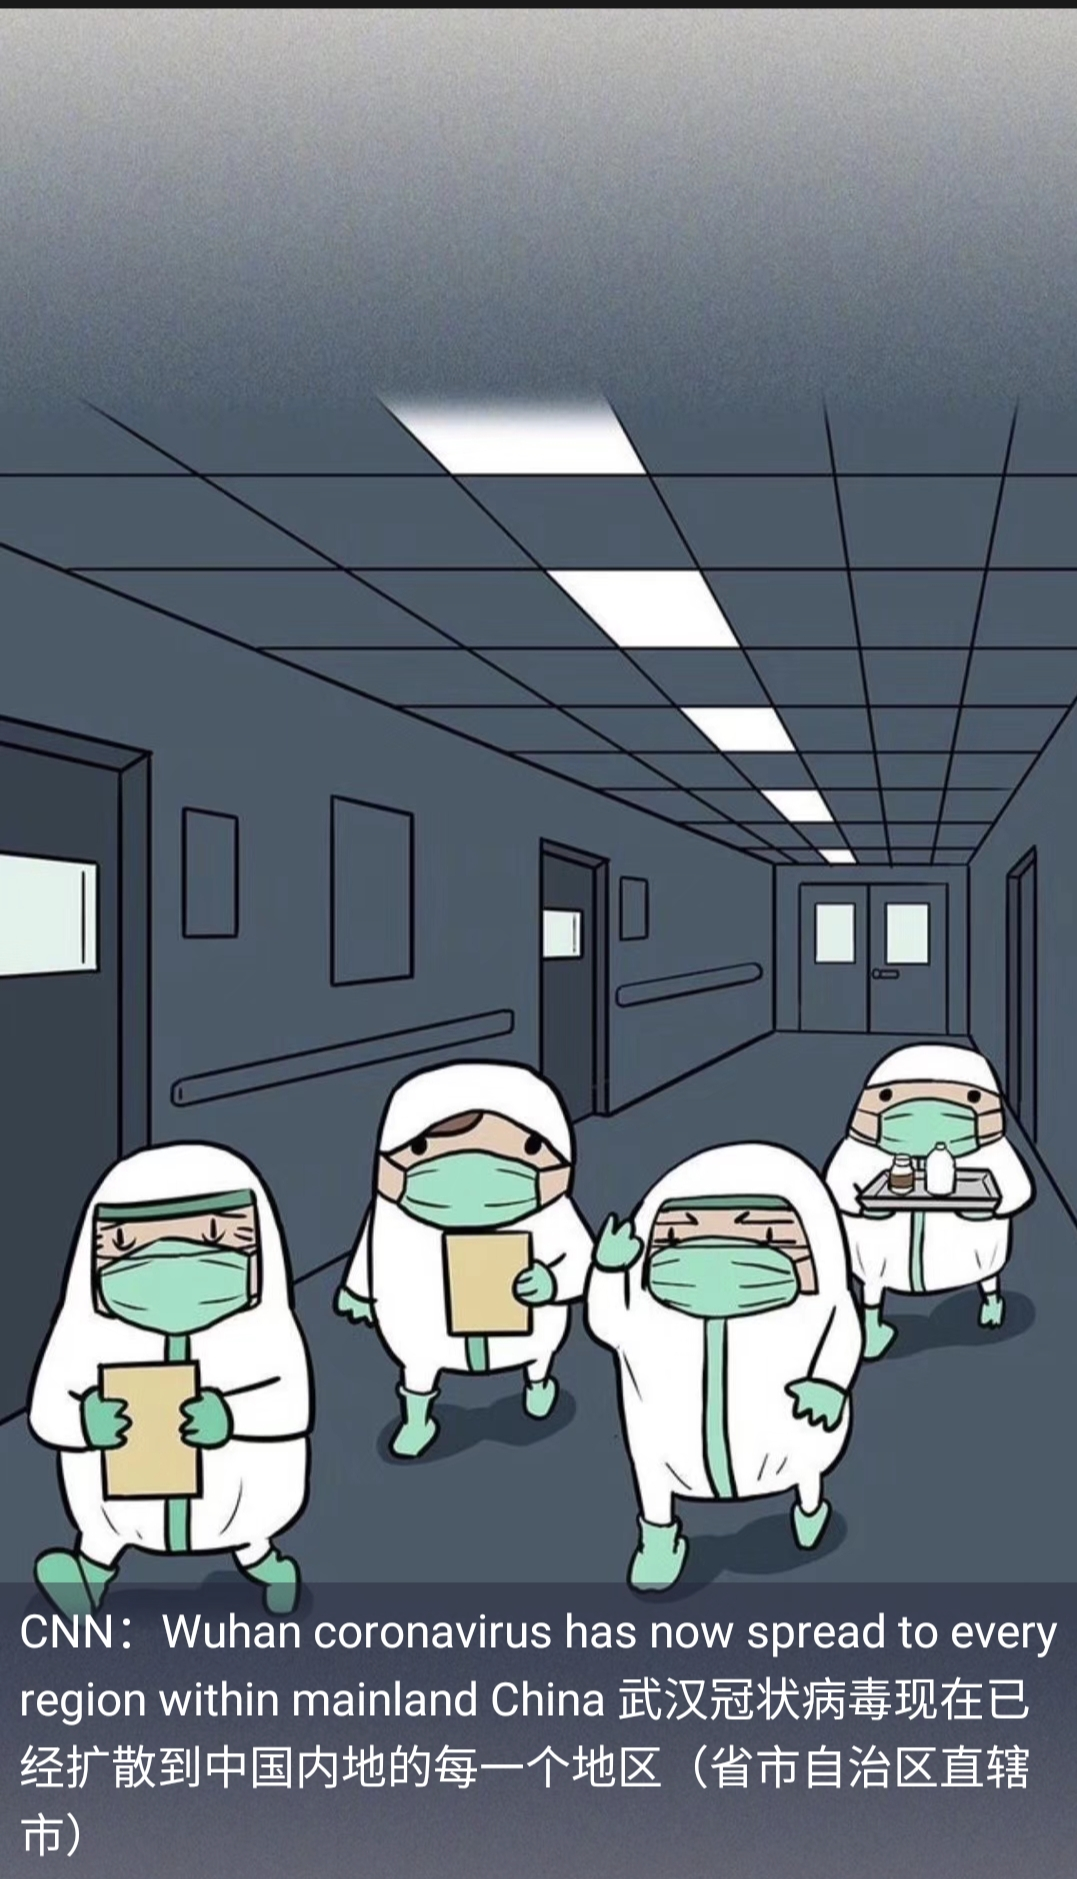 CNN：Wuhan coronavirus has now spread to every
region within mainland China 武汉冠状病毒现在已
经扩散到中国内地的每一个地区（省市自治区直辖
市）